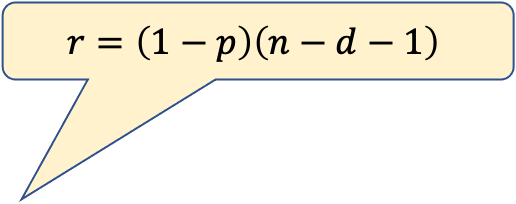 r = (1 − p)(n − d − 1)